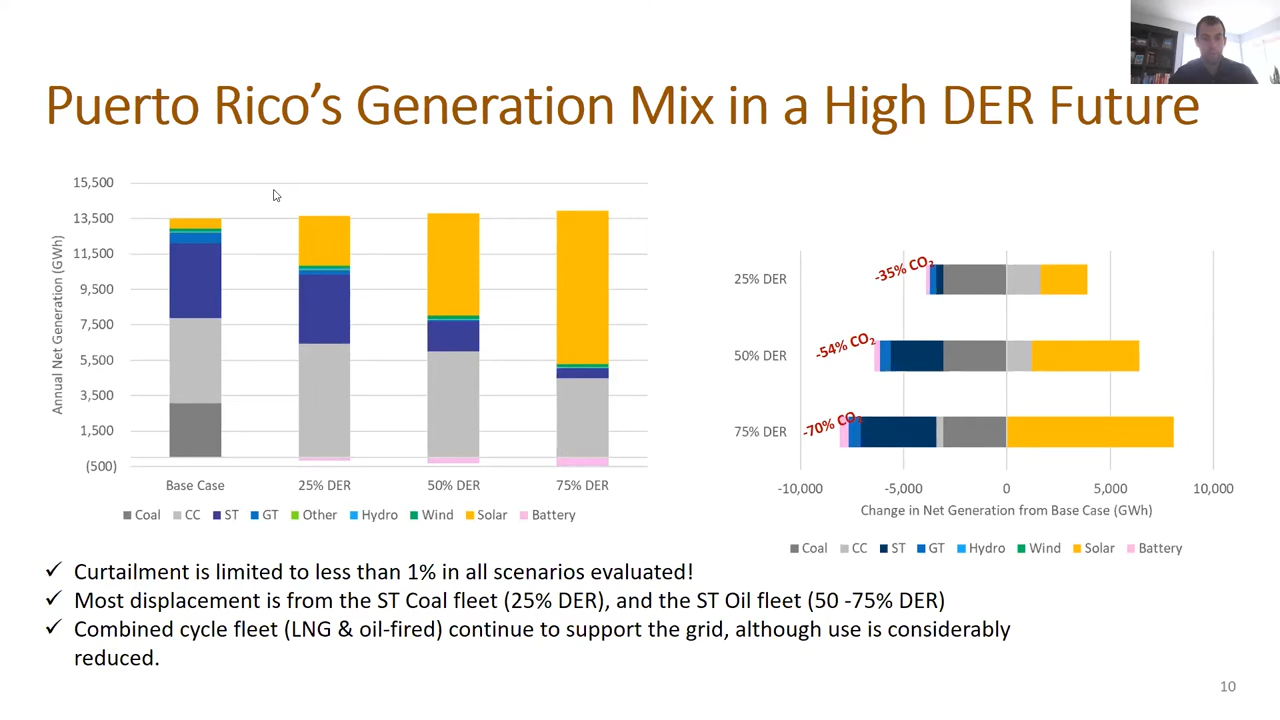 Puerto Rico's Generation Mix in a High DER Future
Annual Net Generation (GWh)
15,500
13,500
11,500
9,500
7,500
5,500
3,500
1,500
(500)
Base Case 25% DER 50% DER 75% DER
Coal CC ST GT Other Hydro Wind Solar Battery
25% DER
-35% CO2
50% DER
-54% CO2
75% DER
-70% CO2
-10,000 -5,000 0 5,000 10,000
Change in Net Generation from Base Case (GWh)
Coal CC ST GT Hydro Wind Solar Battery
✓ Curtailment is limited to less than 1% in all scenarios evaluated!
✓ Most displacement is from the ST Coal fleet (25% DER), and the ST Oil fleet (50 -75% DER)
✓ Combined cycle fleet (LNG & oil-fired) continue to support the grid, although use is considerably
reduced.
10